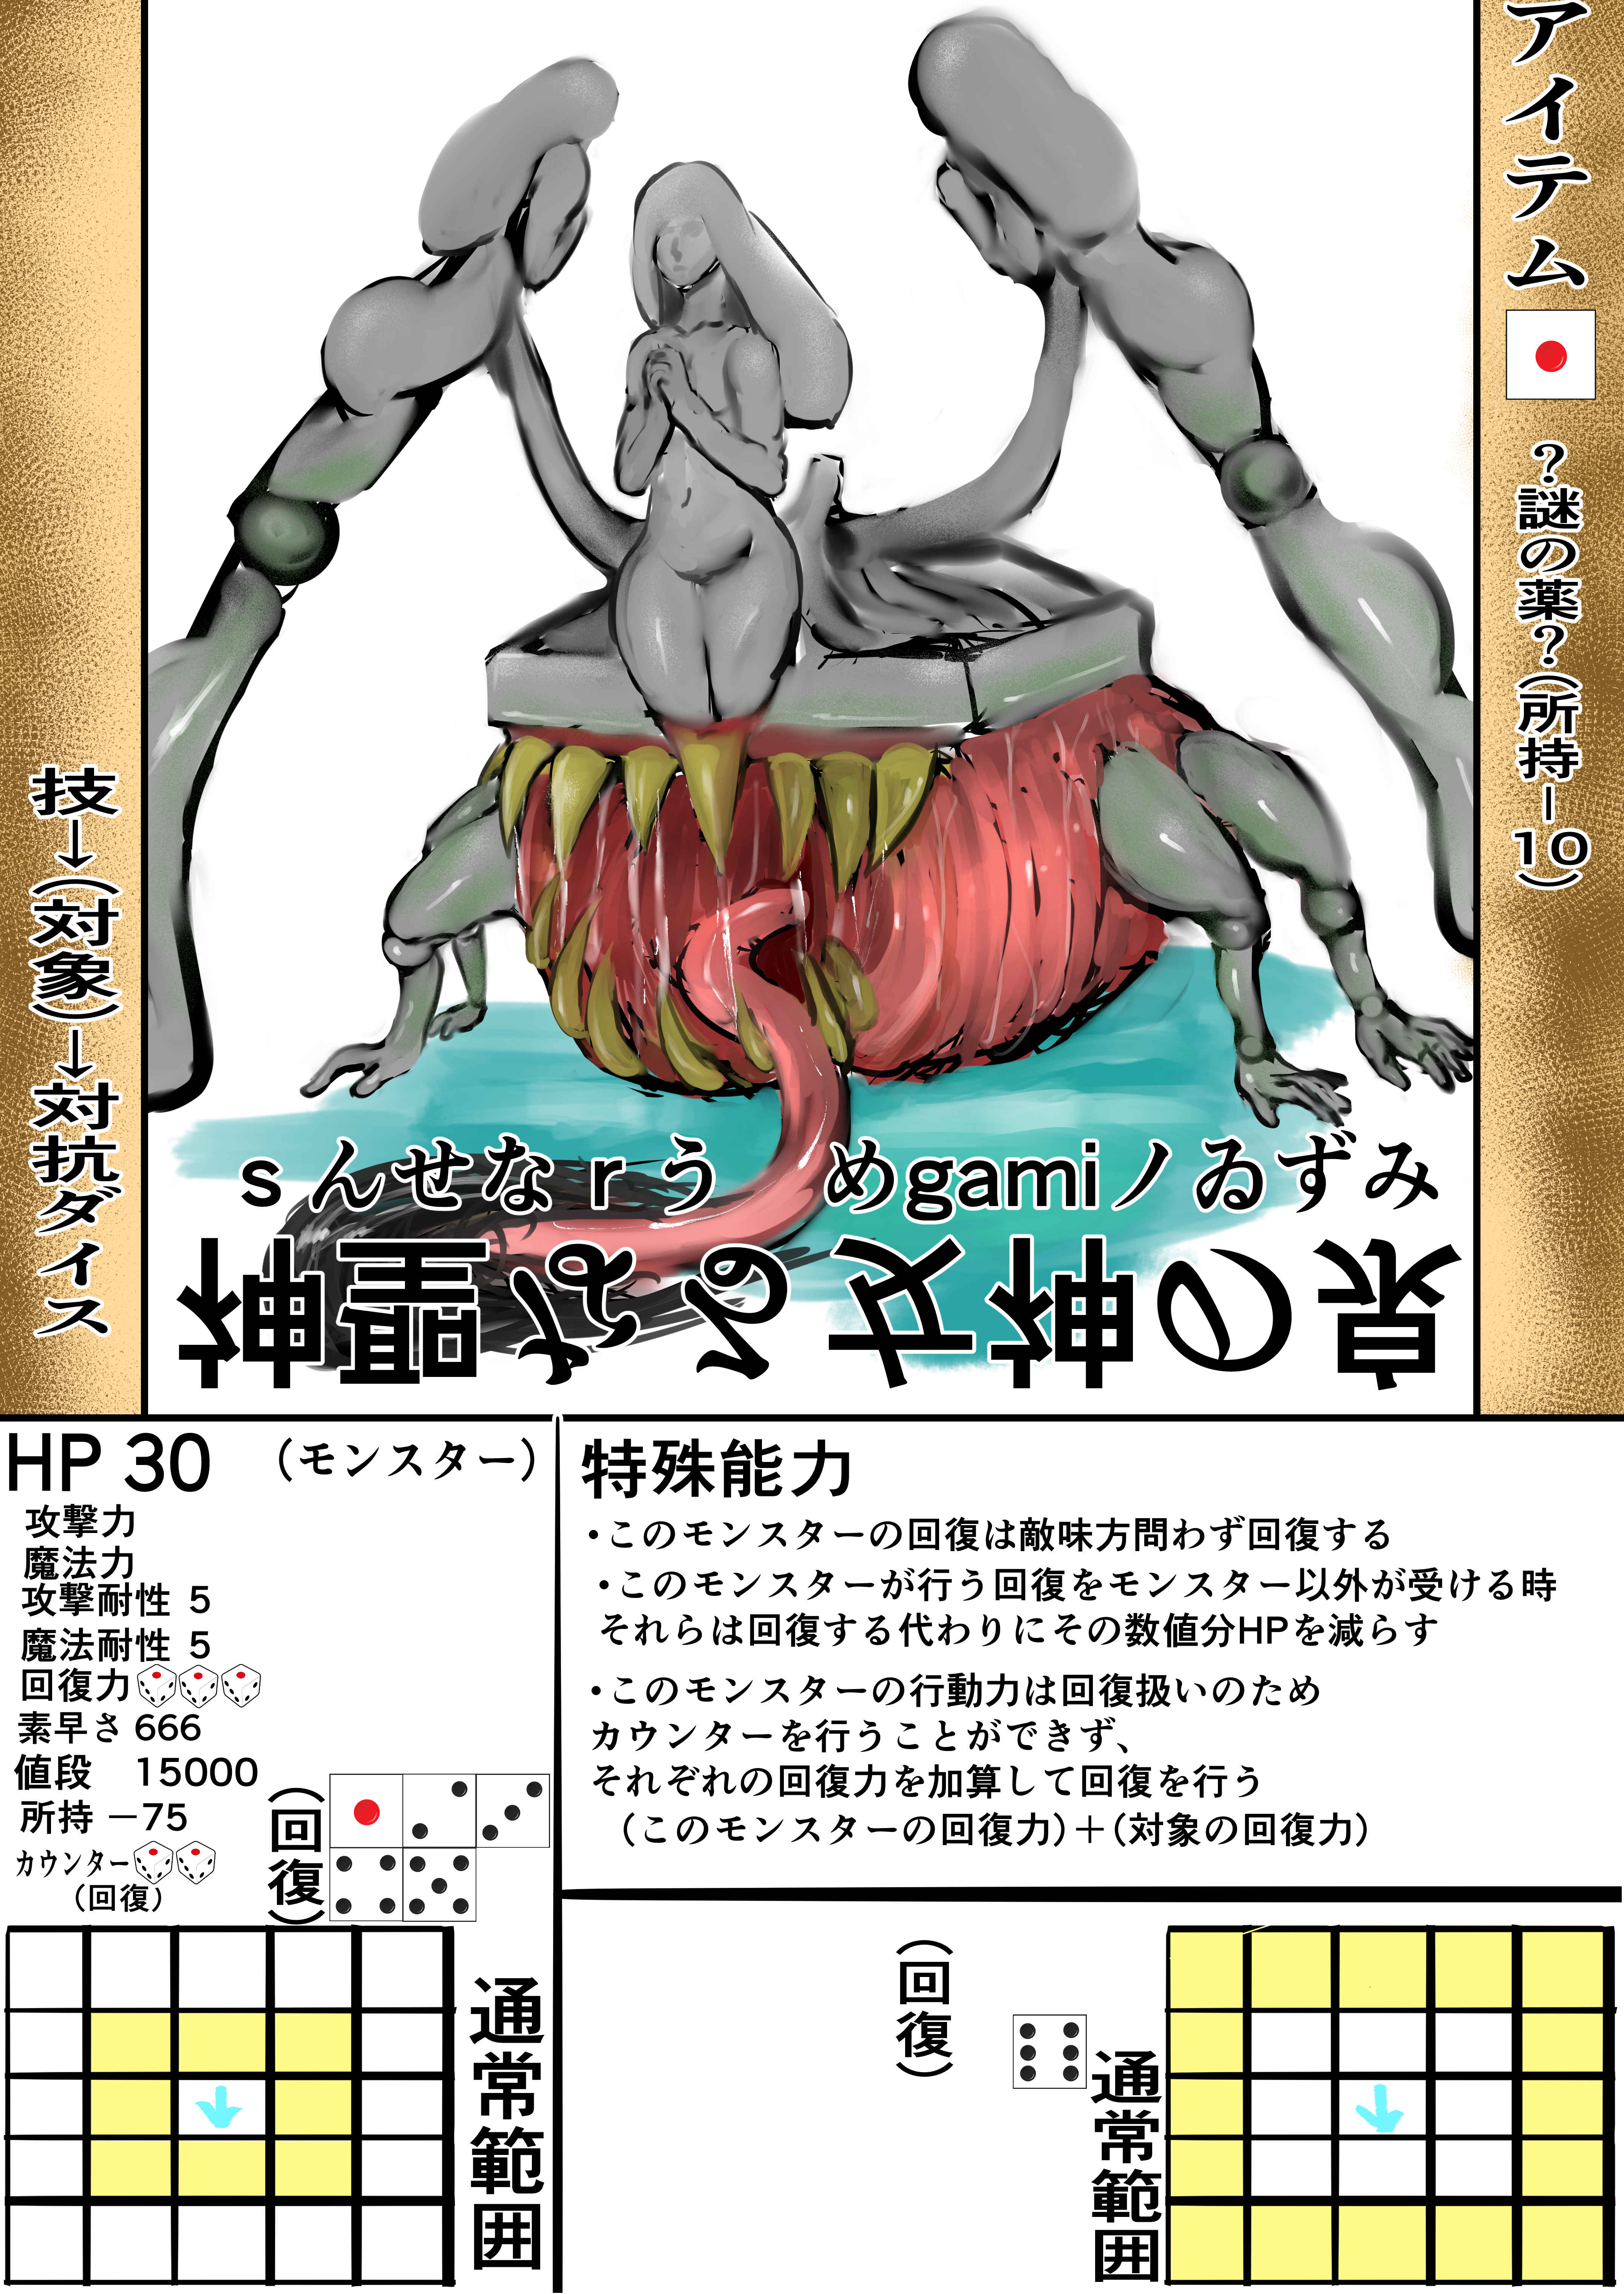 アイテム
？謎の薬？(所持－10)
技→(対象)→対抗ダイス
sんせなrう　めgamiノゐずみ
神聖なる女神の泉
HP 30　（モンスター）
攻撃力
魔法力
攻撃耐性 5
魔法耐性 5
回復力
素早さ 666
値段　15000
所持 －75
カウンター
（回復）
（回復）
通常範囲
特殊能力
・このモンスターの回復は敵味方問わず回復する
・このモンスターが行う回復をモンスター以外が受ける時
それらは回復する代わりにその数値分HPを減らす
・このモンスターの行動力は回復扱いのため
カウンターを行うことができず、
それぞれの回復力を加算して回復を行う
（このモンスターの回復力）＋（対象の回復力）
（回復）
通常範囲